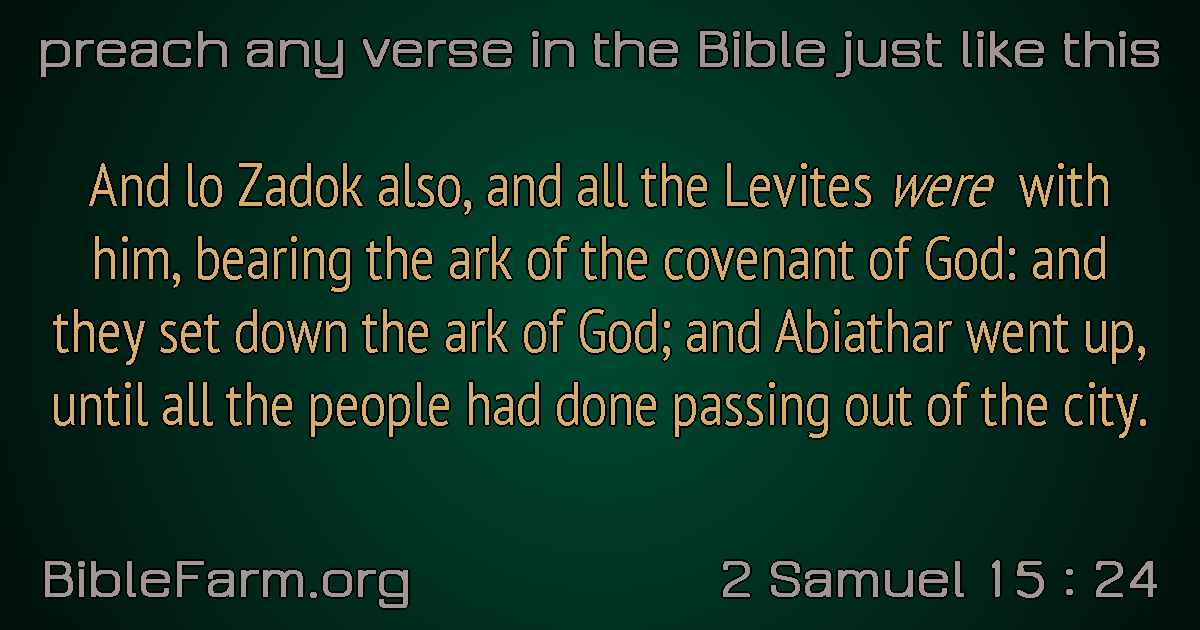 preach any verse in the Bible just like this
And lo Zadok also, and all the Levites were with
him, bearing the ark of the covenant of God: and
they set down the ark of God; and Abiathar went up,
until all the people had done passing out of the city.
BibleFarm.org
2 Samuel 15 : 24